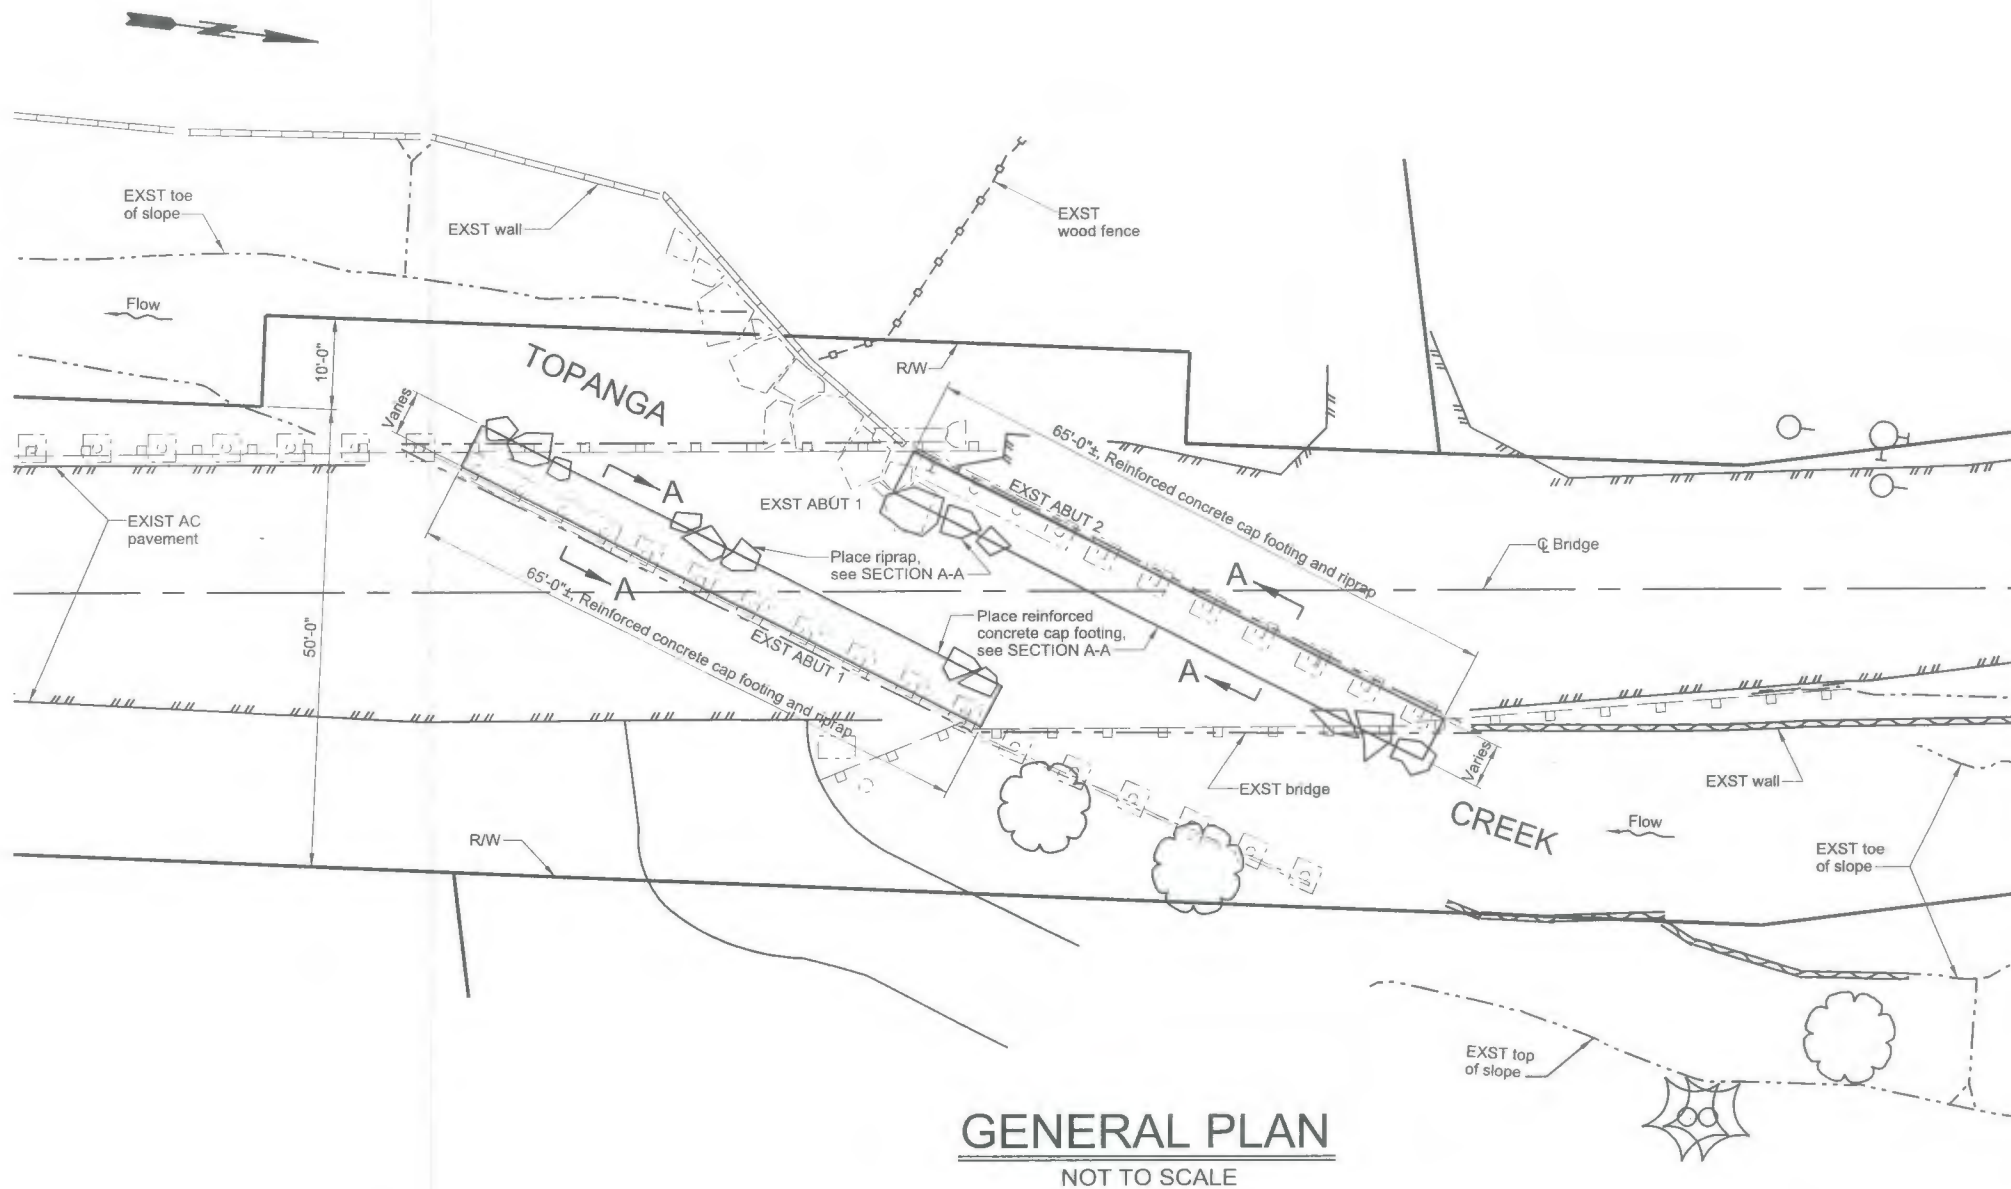 N
EXST toe
of slope
EXST wall
EXST
wood fence
Flow
10'-0"
TOPANGA
R/W
Varies
65'-0"±, Reinforced concrete cap footing and riprap
A
EXST ABUT 1
EXST ABUT 2
EXIST AC
pavement
Place riprap,
see SECTION A-A
℄ Bridge
A
A
65'-0"±, Reinforced concrete cap footing and riprap
Place reinforced
concrete cap footing,
see SECTION A-A
50'-0"
EXST ABUT 1
A
Varies
EXST bridge
EXST wall
CREEK
Flow
R/W
EXST toe
of slope
EXST top
of slope
GENERAL PLAN
NOT TO SCALE